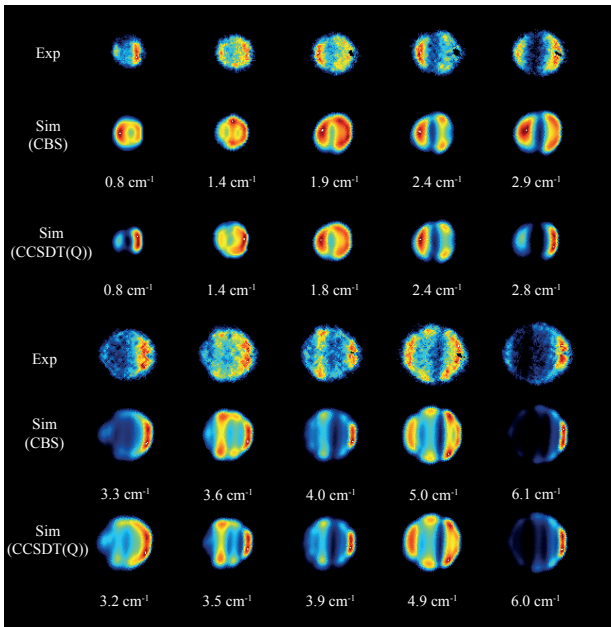 Exp
Sim
(CBS)
0.8 cm⁻¹ 1.4 cm⁻¹ 1.9 cm⁻¹ 2.4 cm⁻¹ 2.9 cm⁻¹
Sim
(CCSDT(Q))
0.8 cm⁻¹ 1.4 cm⁻¹ 1.8 cm⁻¹ 2.4 cm⁻¹ 2.8 cm⁻¹
Exp
Sim
(CBS)
3.3 cm⁻¹ 3.6 cm⁻¹ 4.0 cm⁻¹ 5.0 cm⁻¹ 6.1 cm⁻¹
Sim
(CCSDT(Q))
3.2 cm⁻¹ 3.5 cm⁻¹ 3.9 cm⁻¹ 4.9 cm⁻¹ 6.0 cm⁻¹